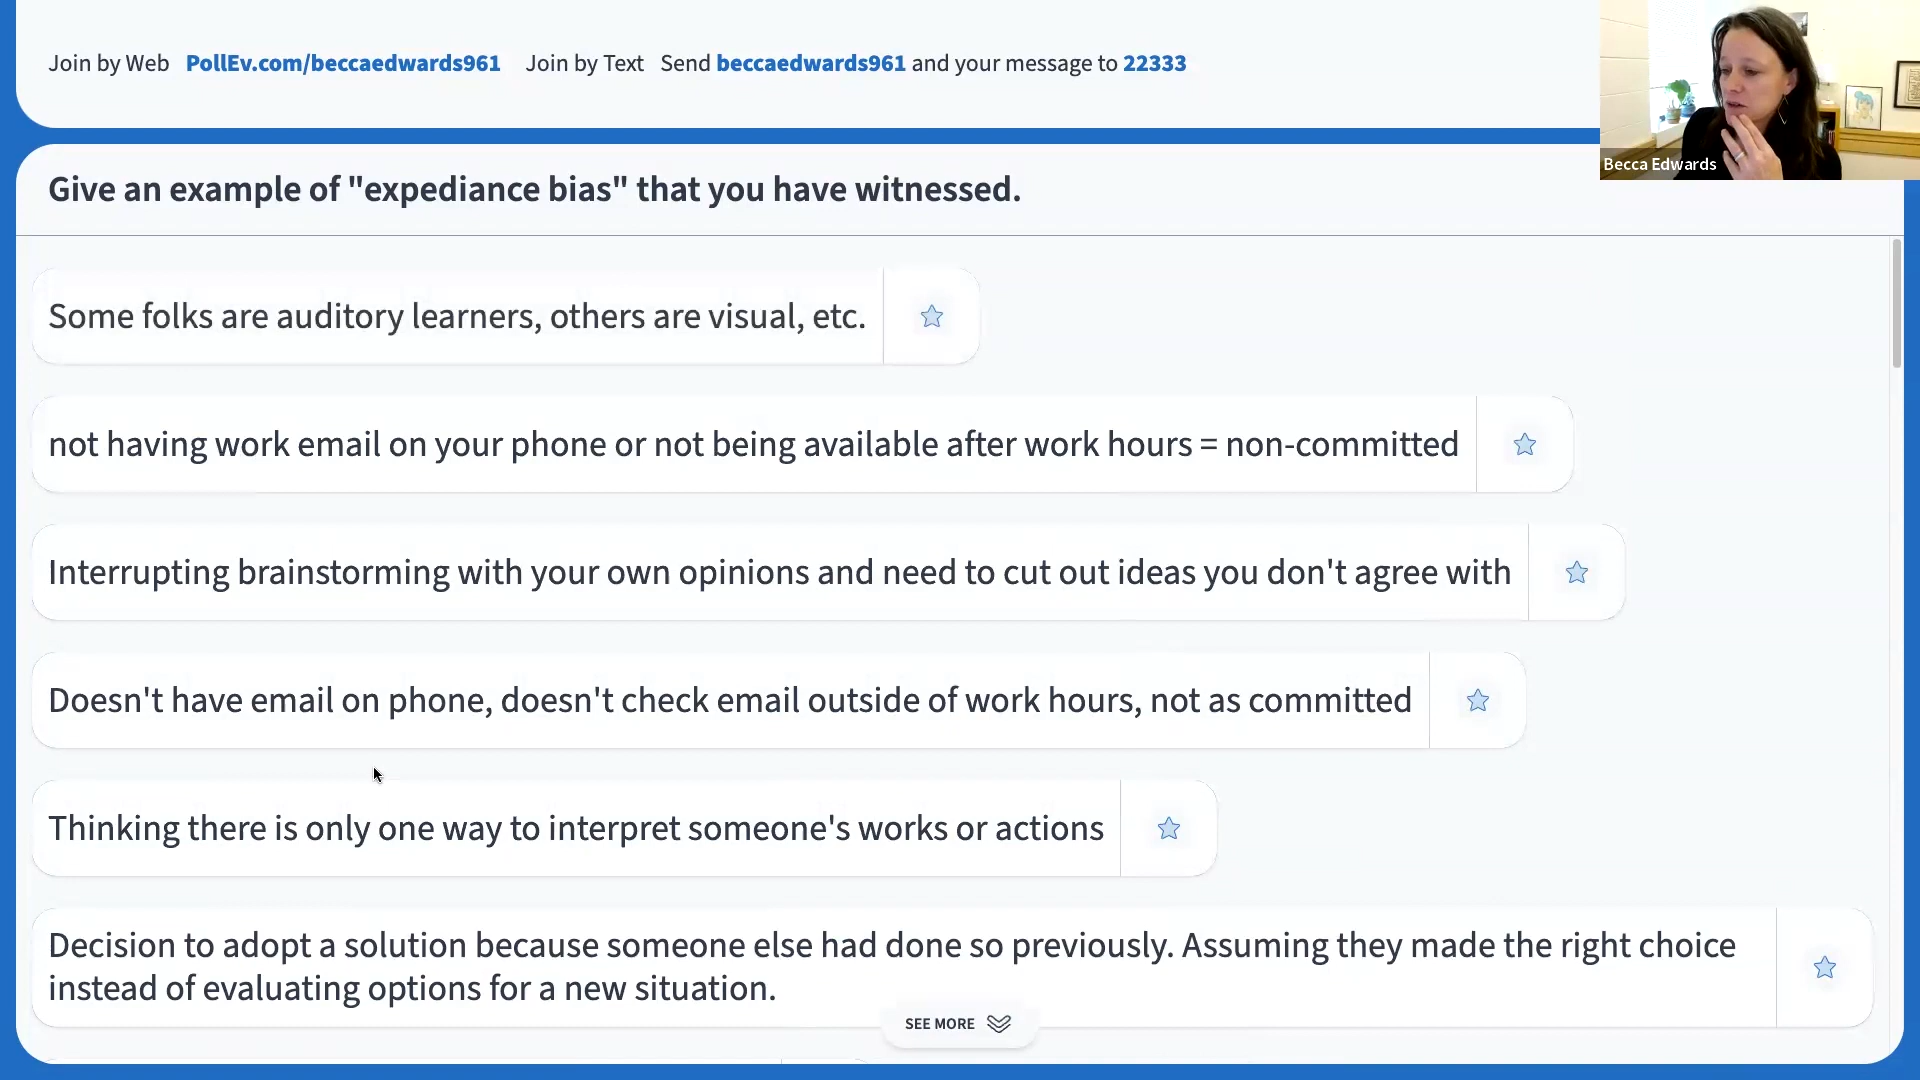 Join by Web PollEv.com/beccaedwards961 Join by Text Send beccaedwards961 and your message to 22333
Becca Edwards
Give an example of "expediance bias" that you have witnessed.
Some folks are auditory learners, others are visual, etc.
not having work email on your phone or not being available after work hours = non-committed
Interrupting brainstorming with your own opinions and need to cut out ideas you don't agree with
Doesn't have email on phone, doesn't check email outside of work hours, not as committed
Thinking there is only one way to interpret someone's works or actions
Decision to adopt a solution because someone else had done so previously. Assuming they made the right choice
instead of evaluating options for a new situation.
SEE MORE